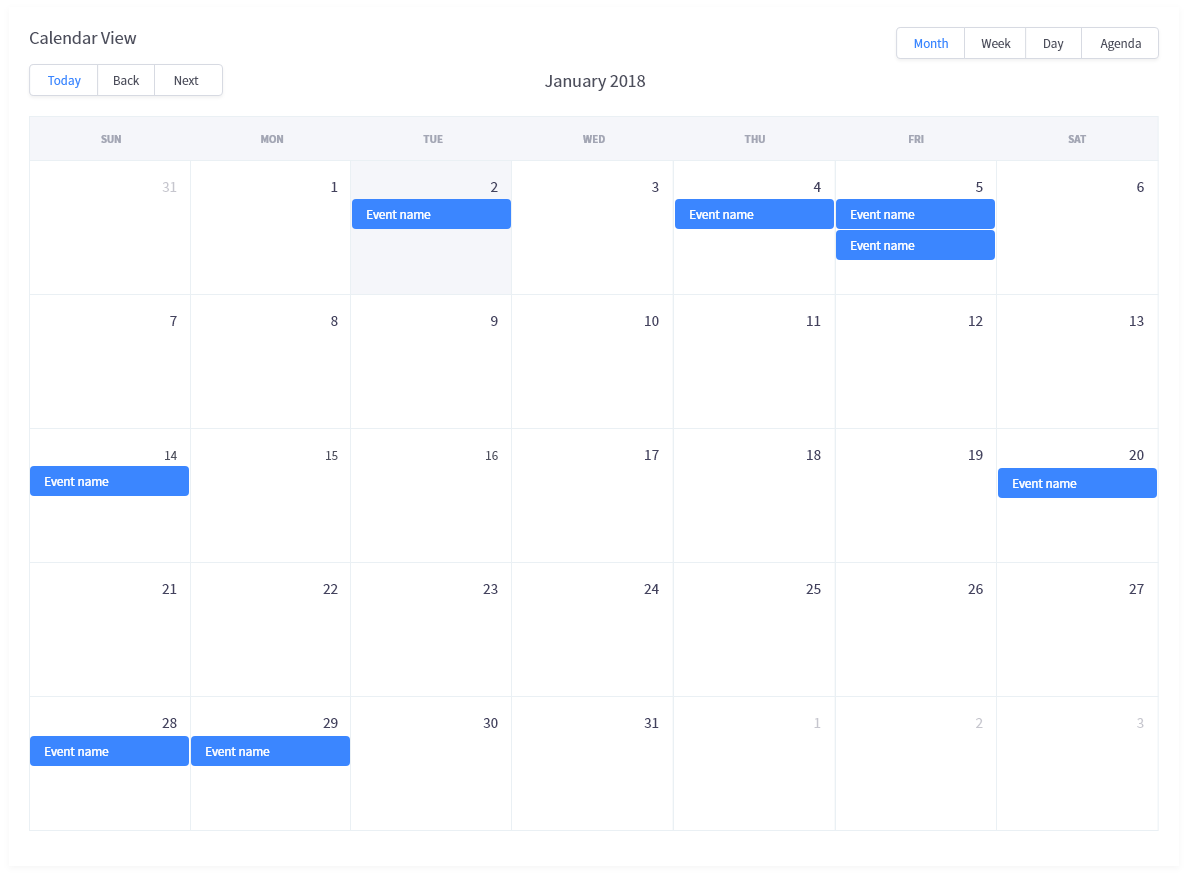 Calendar View
Month Week Day Agenda
Today Back Next
January 2018
SUN MON TUE WED THU FRI SAT
31 1 2 3 4 5 6
Event name Event name Event name
Event name
7 8 9 10 11 12 13
14 15 16 17 18 19 20
Event name Event name
21 22 23 24 25 26 27
28 29 30 31 1 2 3
Event name Event name